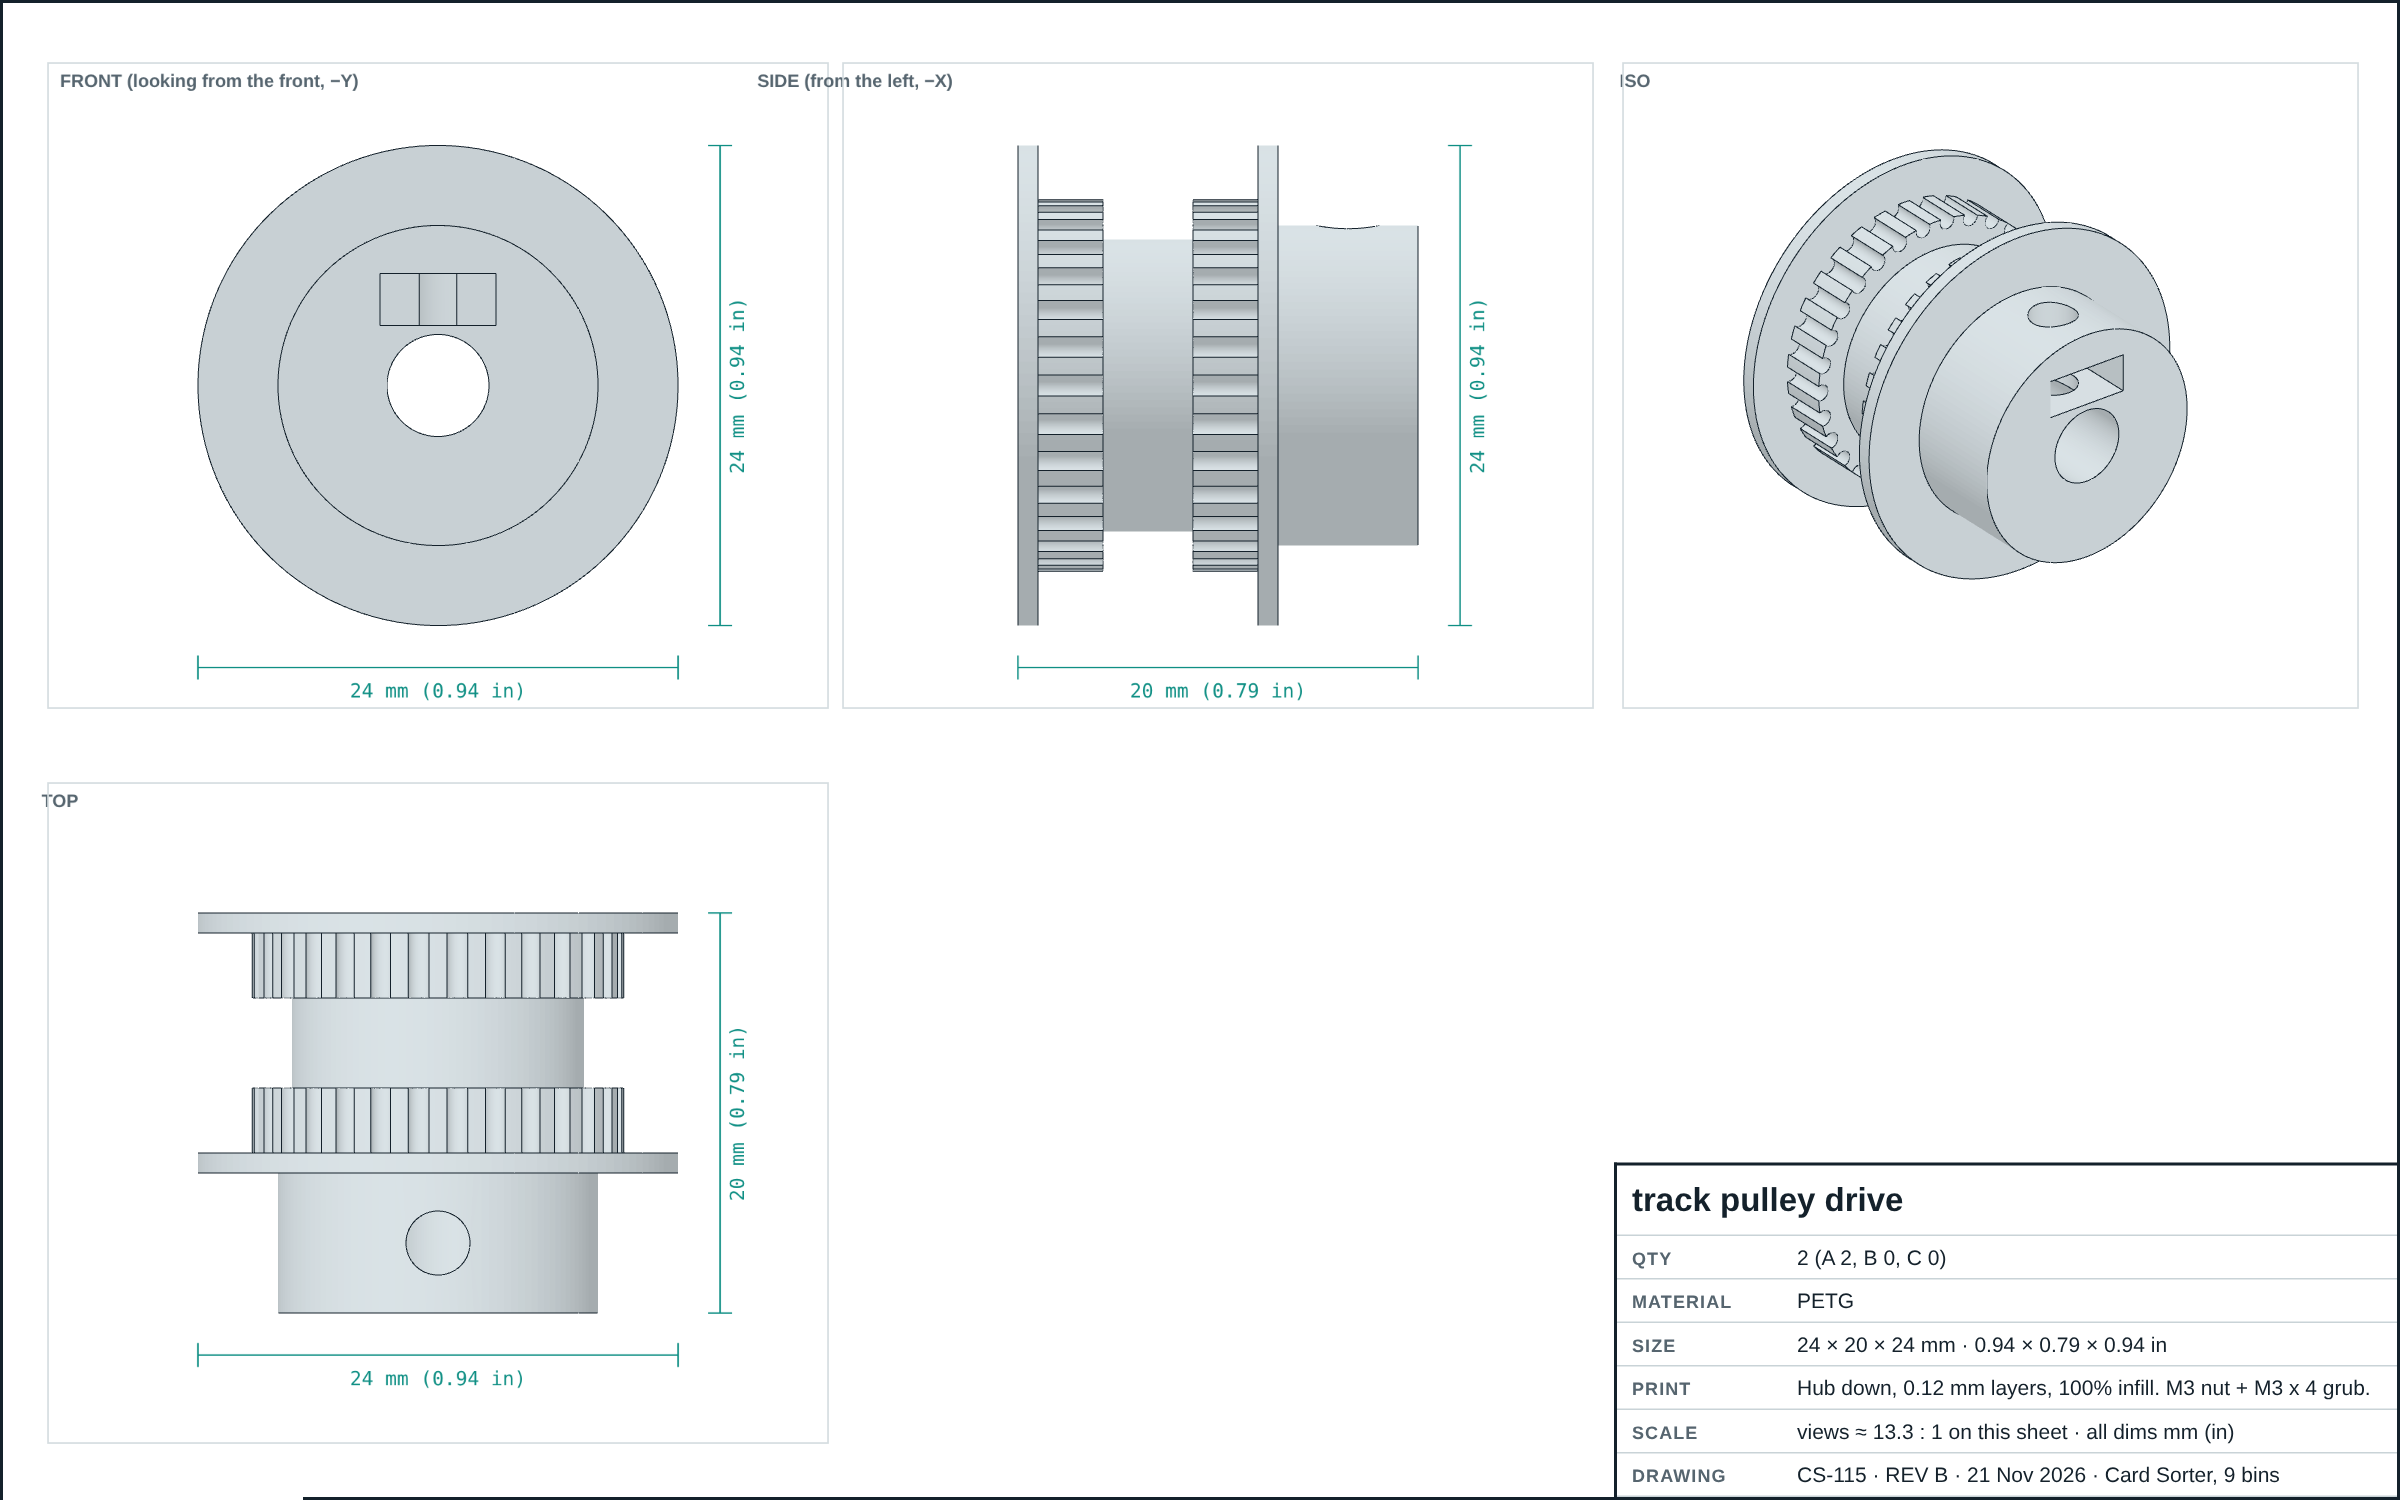 FRONT (looking from the front, −Y)
SIDE (from the left, −X)
ISO
24 mm (0.94 in)
24 mm (0.94 in)
24 mm (0.94 in)
20 mm (0.79 in)
TOP
20 mm (0.79 in)
24 mm (0.94 in)
track pulley drive
QTY 2 (A 2, B 0, C 0)
MATERIAL PETG
SIZE 24 × 20 × 24 mm · 0.94 × 0.79 × 0.94 in
PRINT Hub down, 0.12 mm layers, 100% infill. M3 nut + M3 x 4 grub.
SCALE views ≈ 13.3 : 1 on this sheet · all dims mm (in)
DRAWING CS-115 · REV B · 21 Nov 2026 · Card Sorter, 9 bins